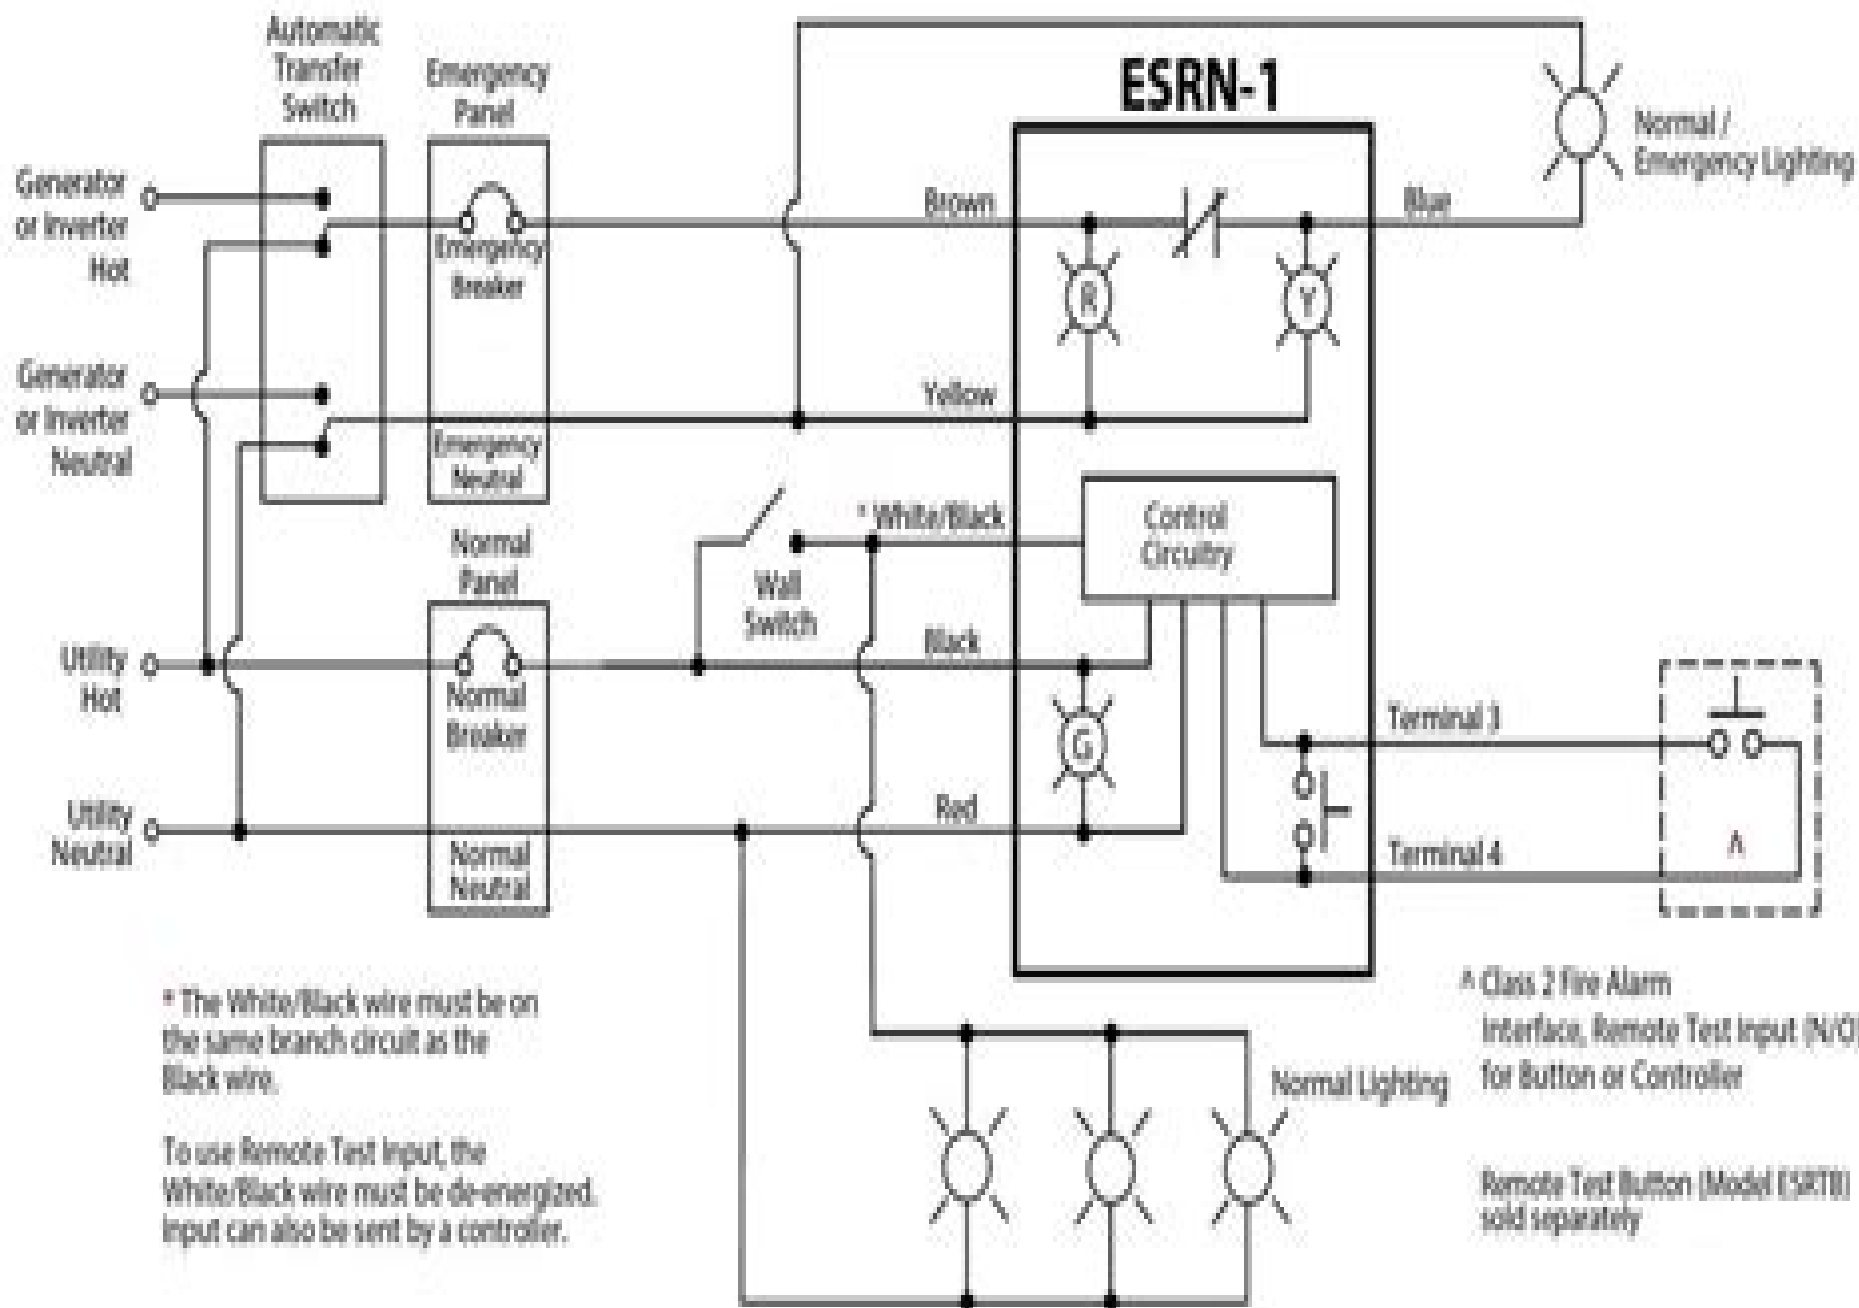 Automatic
Transfer
Switch
Emergency
Panel
ESRN-1
Normal /
Emergency Lighting
Generator
or Inverter
Hot
Brown
Blue
Emergency
Breaker
R
Y
Generator
or Inverter
Neutral
Yellow
Emergency
Neutral
* White/Black
Control
Circuitry
Normal
Panel
Wall
Switch
Black
Utility
Hot
Normal
Breaker
G
Terminal 3
Red
Utility
Neutral
Normal
Neutral
Terminal 4
^
* The White/Black wire must be on
the same branch circuit as the
Black wire.
To use Remote Test Input, the
White/Black wire must be de-energized.
Input can also be sent by a controller.
Normal Lighting
^ Class 2 Fire Alarm
Interface, Remote Test Input (N/O)
for Button or Controller
Remote Test Button (Model ESRTB)
sold separately